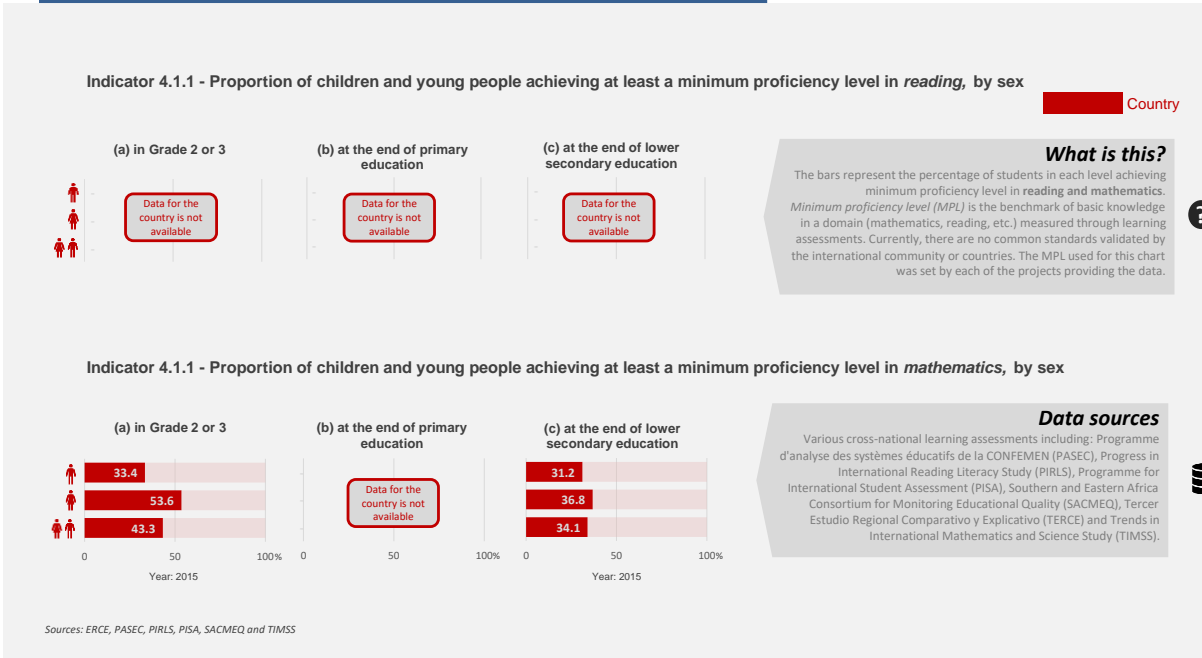 Indicator 4.1.1 - Proportion of children and young people achieving at least a minimum proficiency level in reading, by sex
Country
(a) in Grade 2 or 3
(b) at the end of primary
education
(c) at the end of lower
secondary education
Data for the
country is not
available
Data for the
country is not
available
Data for the
country is not
available
What is this?
The bars represent the percentage of students in each level achieving
minimum proficiency level in reading and mathematics.
Minimum proficiency level (MPL) is the benchmark of basic knowledge
in a domain (mathematics, reading, etc.) measured through learning
assessments. Currently, there are no common standards validated by
the international community or countries. The MPL used for this chart
was set by each of the projects providing the data.
?
Indicator 4.1.1 - Proportion of children and young people achieving at least a minimum proficiency level in mathematics, by sex
(a) in Grade 2 or 3
33.4
53.6
43.3
0 50 100%
Year: 2015
(b) at the end of primary
education
Data for the
country is not
available
0 50 100%
(c) at the end of lower
secondary education
31.2
36.8
34.1
0 50 100%
Year: 2015
Data sources
Various cross-national learning assessments including: Programme
d'analyse des systèmes éducatifs de la CONFEMEN (PASEC), Progress in
International Reading Literacy Study (PIRLS), Programme for
International Student Assessment (PISA), Southern and Eastern Africa
Consortium for Monitoring Educational Quality (SACMEQ), Tercer
Estudio Regional Comparativo y Explicativo (TERCE) and Trends in
International Mathematics and Science Study (TIMSS).
Sources: ERCE, PASEC, PIRLS, PISA, SACMEQ and TIMSS